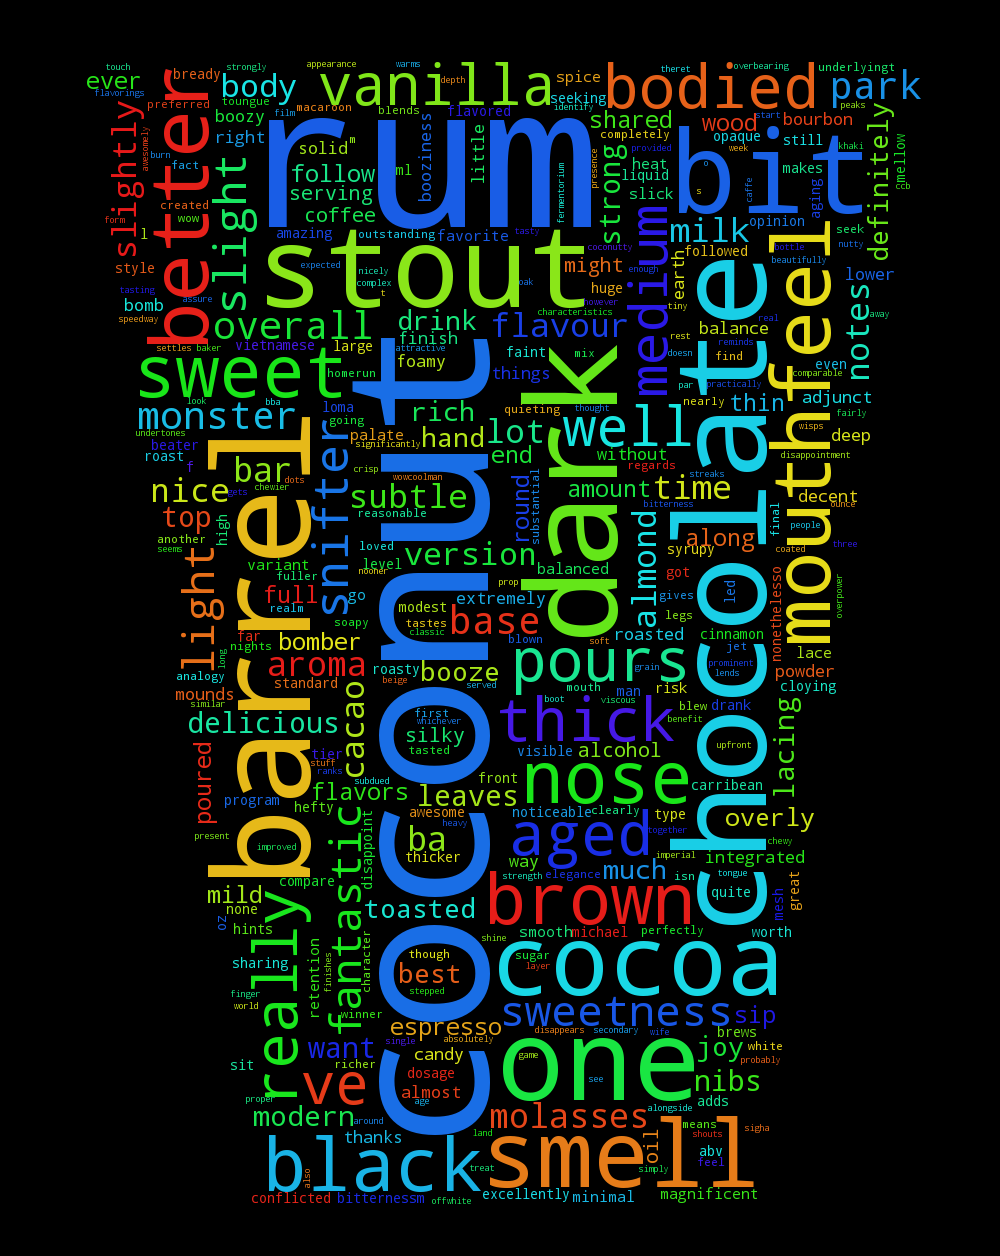 touch
strongly
appearance
warms
theret
overbearing
underlyingt
ever
bready
body
vanilla
depth
spice
bodied
park
flavorings
preferred
toungue
film
macaroon
blends
flavored
seeking
identify
shared
wood
start
bourbon
peaks
better
slightly
awesomely
boozy
rum
m
booziness
little
completely
provided
week
opaque
still
khaki
definitely
burn
right
solid
fact
slight
follow
ml
fermentorium
presence
strong
heat
liquid
bit
o
makes
mellow
ccb
created
serving
slick
s
caffe
aging
wow
coffee
form
l
amazing
outstanding
favorite
tasty
stout
medium
milk
opinion
seek
nutty
style
expected
nicely
complex
t
oak
coconutty
might
enough
earth
followed
bottle
beautifully
mouthfeel
notes
lower
tasting
assure
bomb
huge
however
tiny
real
away
speedway
overall
drink
characteristics
flavour
balance
rest
settles
baker
vietnamese
large
finish
attractive
faint
mix
dark
doesn
reminds
find
even
sweet
homerun
foamy
things
par
practically
comparable
look
bba
coconut
quieting
thought
nearly
thin
adjunct
fairly
monster
loma
going
rich
lot
well
chocolate
wisps
deep
undertones
beater
snifter
palate
significantly
hand
end
without
disappointment
roast
f
bar
crisp
wowcoolman
regards
streaks
nice
gets
chewier
dots
subtle
round
substantial
amount
bitterness
time
decent
ounce
top
high
reasonable
almond
final
people
another
seems
loved
version
along
three
barrel
variant
level
balanced
syrupy
light
fuller
nooner
go
prop
extremely
got
led
overpower
full
realm
modest
gives
far
soapy
tastes
base
legs
nonethelesso
nights
long
bomber
classic
blown
soft
roasted
cinnamon
jet
lace
analogy
aroma
roasty
booze
pours
grain
prominent
lends
powder
standard
beige
served
mouth
man
risk
cloying
mounds
cacao
boot
viscous
blew
drank
similar
delicious
first
whichever
thick
benefit
lacing
silky
tasted
visible
alcohol
upfront
poured
tier
stuff
ranks
subdued
front
nose
carribean
program
hefty
flavors
leaves
awesome
noticeable
clearly
type
overly
present
fantastic
disappoint
heavy
aged
together
chewy
improved
ba
thicker
way
imperial
integrated
compare
strength
elegance
much
isn
tongue
mild
none
toasted
brown
quite
mesh
great
oz
hints
really
character
shine
smooth
michael
perfectly
worth
sharing
retention
finishes
though
best
sugar
layer
cocoa
finger
world
stepped
winner
sweetness
sip
espresso
absolutely
disappears
secondary
wife
brews
white
probably
want
single
richer
candy
one
game
joy
sit
proper
ve
dosage
almost
see
nibs
age
adds
modern
around
molasses
alongside
means
thanks
land
shouts
sigha
black
smell
oil
abv
feel
also
treat
simply
conflicted
bitternessm
offwhite
excellently
minimal
magnificent